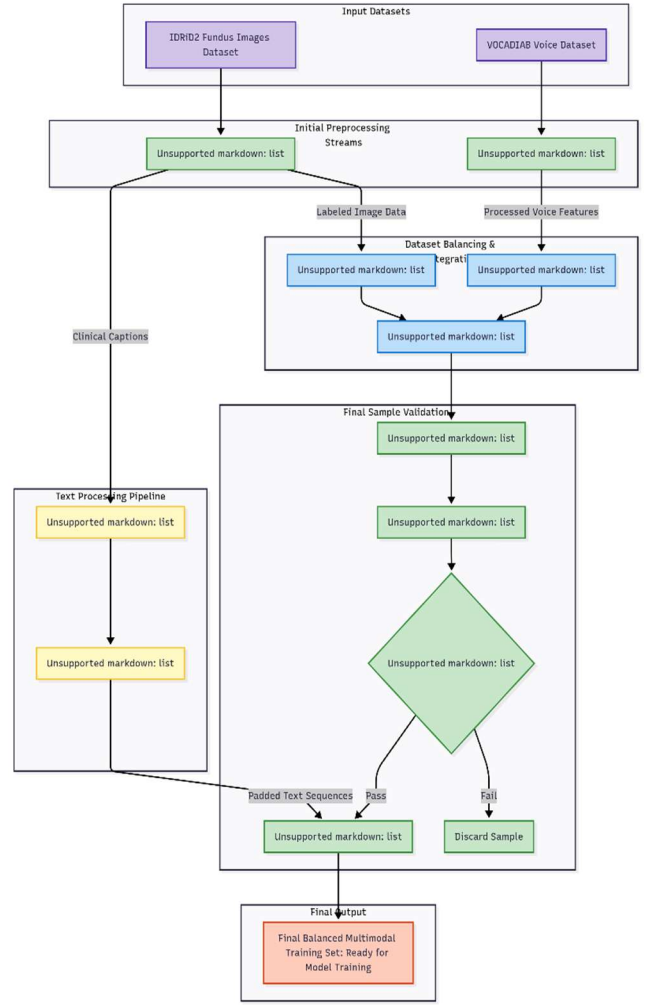 Input Datasets
IDRiD2 Fundus Images
Dataset
VOCADIAB Voice Dataset
Initial Preprocessing
Streams
Unsupported markdown: list
Unsupported markdown: list
Labeled Image Data
Processed Voice Features
Dataset Balancing &
Unsupported markdown: list
Unsupported markdown: list
Clinical Captions
Unsupported markdown: list
Final Sample Validation
Unsupported markdown: list
Text Processing Pipeline
Unsupported markdown: list
Unsupported markdown: list
Unsupported markdown: list
Unsupported markdown: list
Padded Text Sequences
Pass
Fail
Unsupported markdown: list
Discard Sample
Final Output
Final Balanced Multimodal
Training Set: Ready for
Model Training